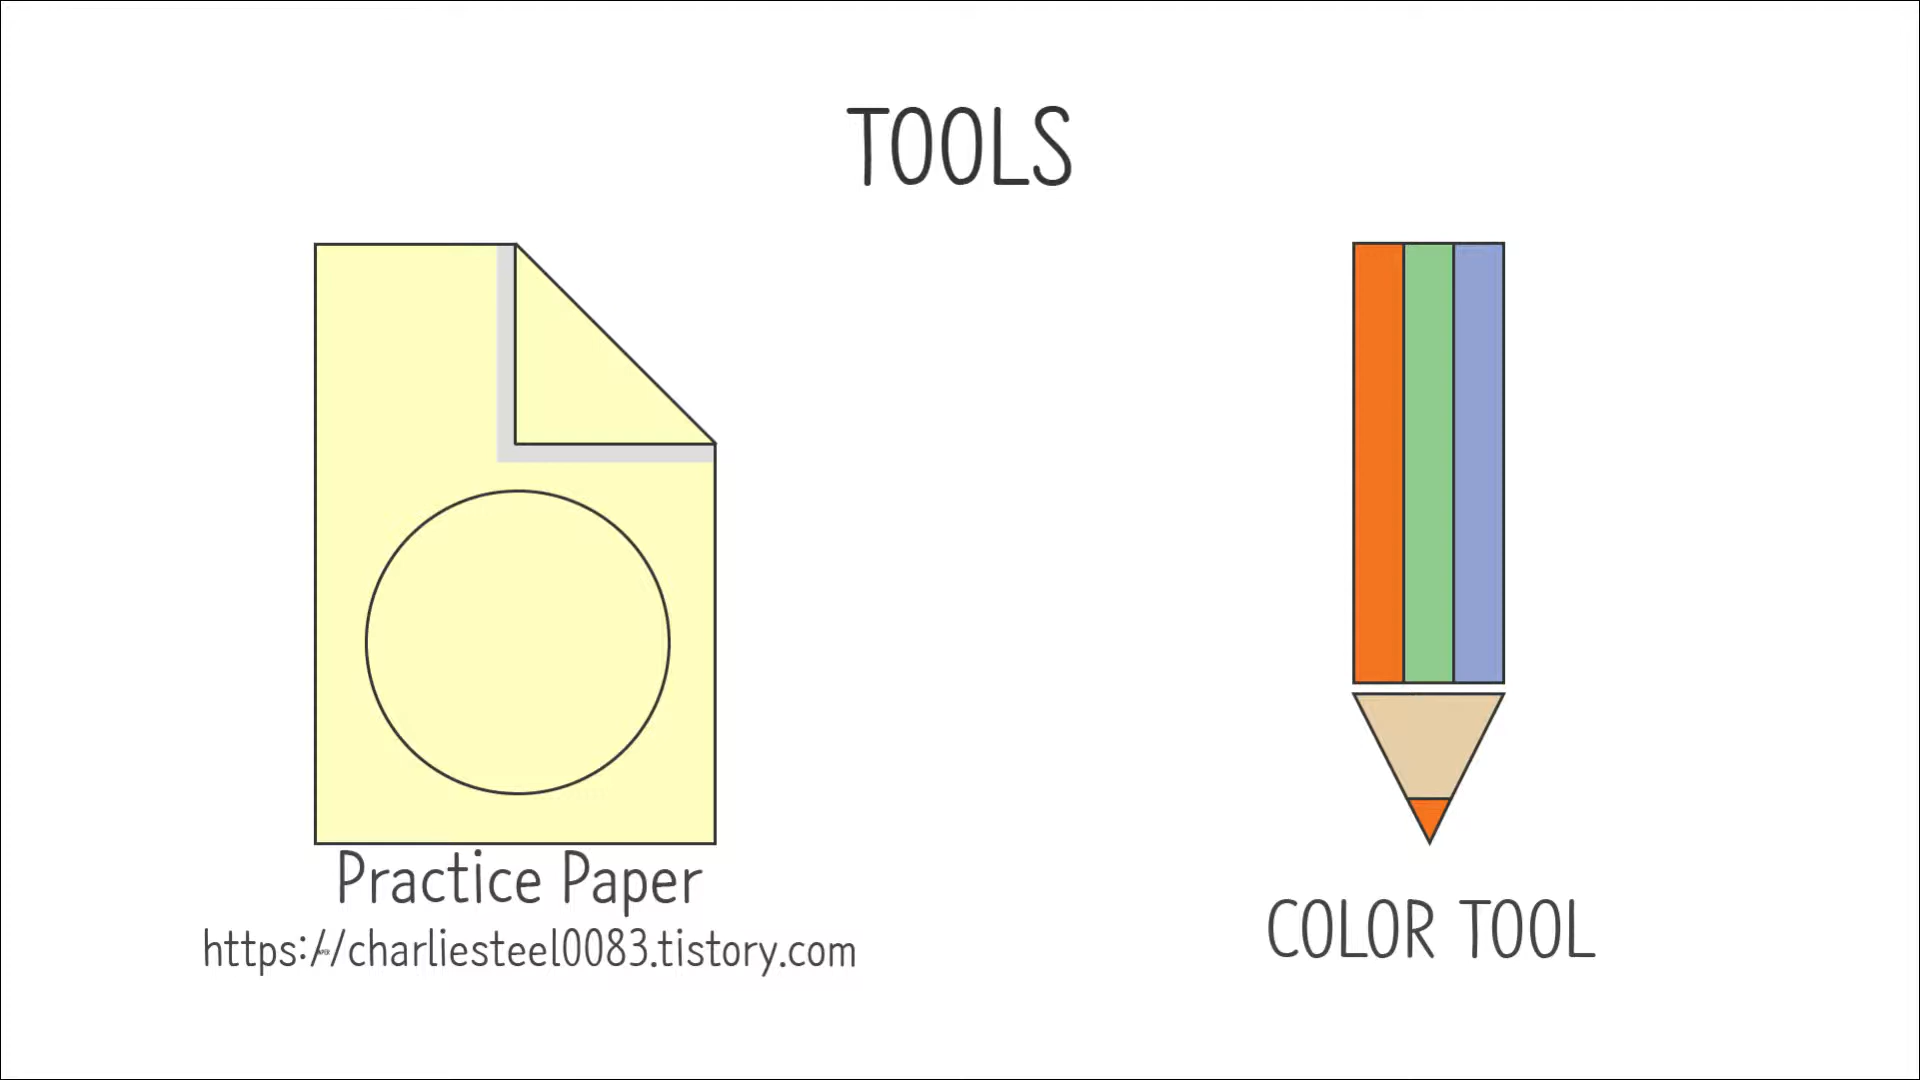 TOOLS
Practice Paper
https://charliesteel0083.tistory.com
COLOR TOOL